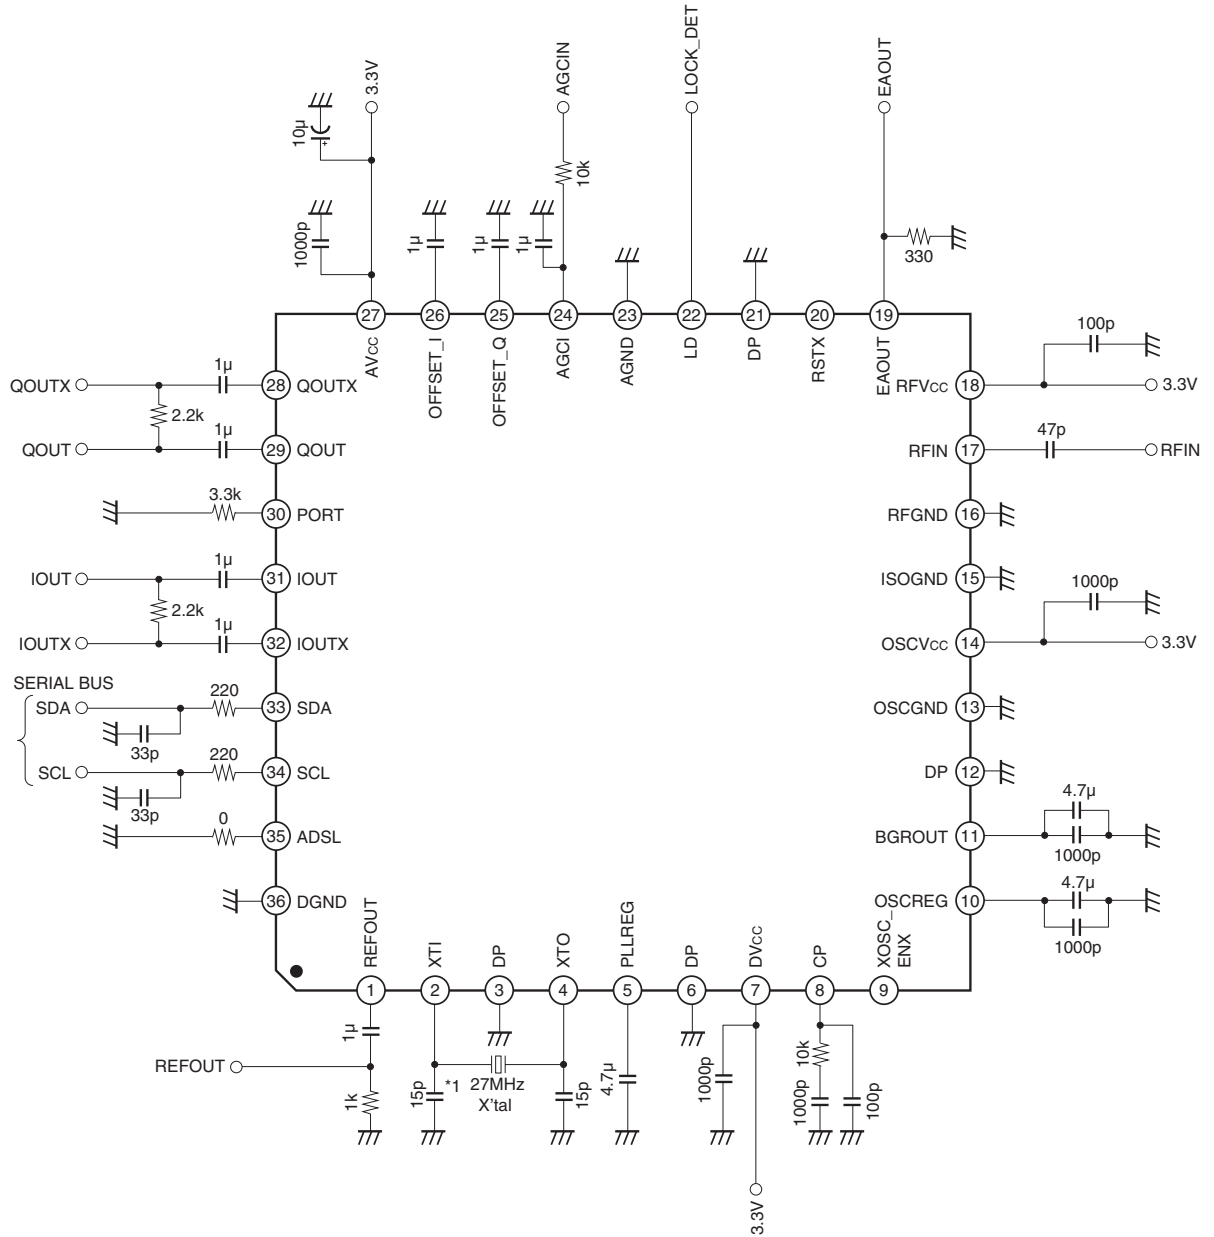 3.3V
10µ
+
1000p
AGCIN
10k
LOCK_DET
EAOUT
330
1µ
1µ
1µ
27
26
25
24
23
22
21
20
19
AVCC
OFFSET_I
OFFSET_Q
AGCI
AGND
LD
DP
RSTX
EAOUT
QOUTX
1µ
28
QOUTX
2.2k
QOUT
1µ
29
QOUT
3.3k
30
PORT
IOUT
1µ
31
IOUT
2.2k
IOUTX
1µ
32
IOUTX
SERIAL BUS
SDA
220
33
SDA
33p
SCL
220
34
SCL
33p
0
35
ADSL
36
DGND
100p
RFVCC
18
3.3V
47p
RFIN
17
RFIN
RFGND
16
ISOGND
15
1000p
OSCVCC
14
3.3V
OSCGND
13
DP
12
4.7µ
BGROUT
11
1000p
4.7µ
OSCREG
10
1000p
REFOUT
XTI
DP
XTO
PLLREG
DP
DVCC
CP
XOSC_
ENX
1
2
3
4
5
6
7
8
9
1µ
REFOUT
1k
15p
*1
27MHz
X'tal
15p
4.7µ
1000p
10k
1000p
100p
3.3V